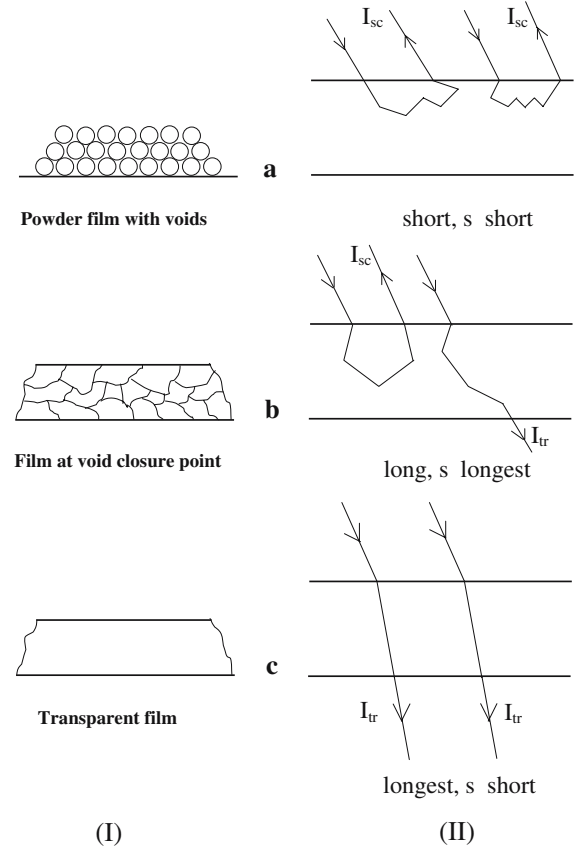 I_sc I_sc
a
Powder film with voids
short, s short
I_sc
b
I_tr
Film at void closure point
long, s longest
c
I_tr I_tr
Transparent film
longest, s short
(I) (II)